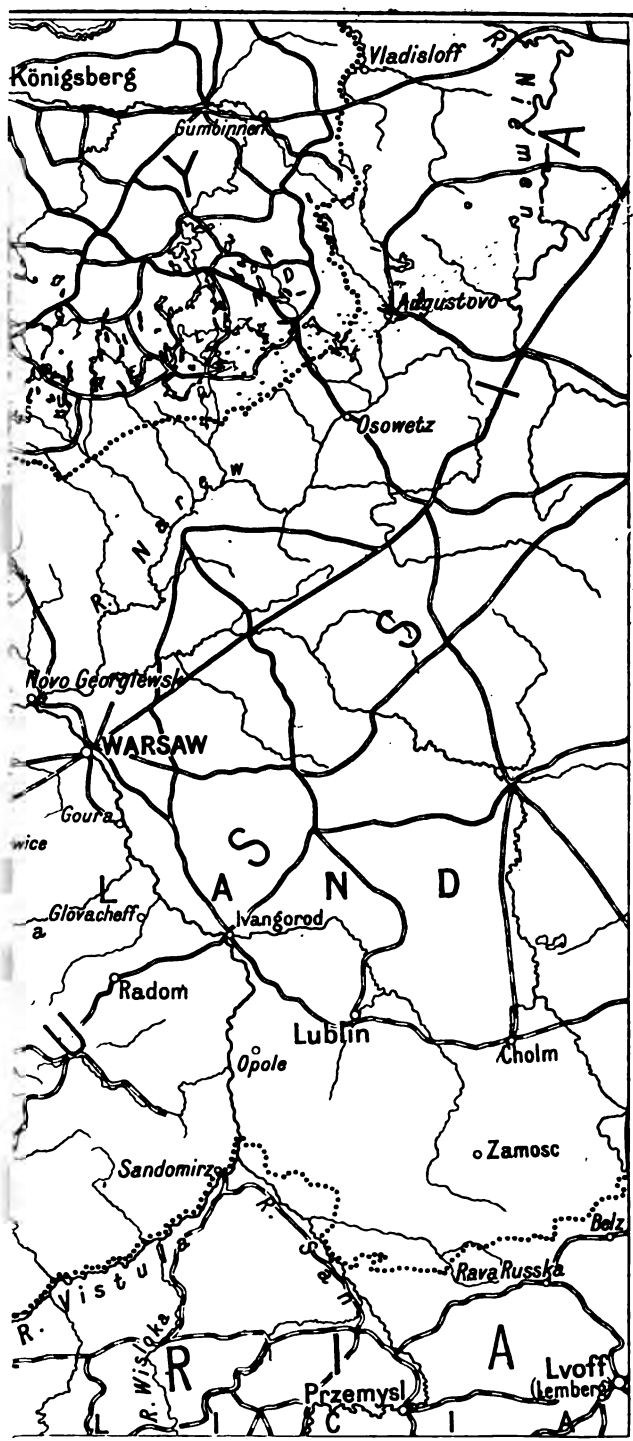 Vladisloff
R.
Niemen
Königsberg
Gumbinnen
Y
A
Augustovo
I
Osowetz
R. Narew
S
Novo Georgiewsk
WARSAW
Goura
wice
S
L A N D
Glovacheff
a
Ivangorod
Radom
U
Lublin
Cholm
Opole
Zamosc
Sandomirz
R. San
Belz
Rava Russka
R. Vistula
R. Wisloka
R I A
Lvoff
(Lemberg)
Przemysl
L I C I A